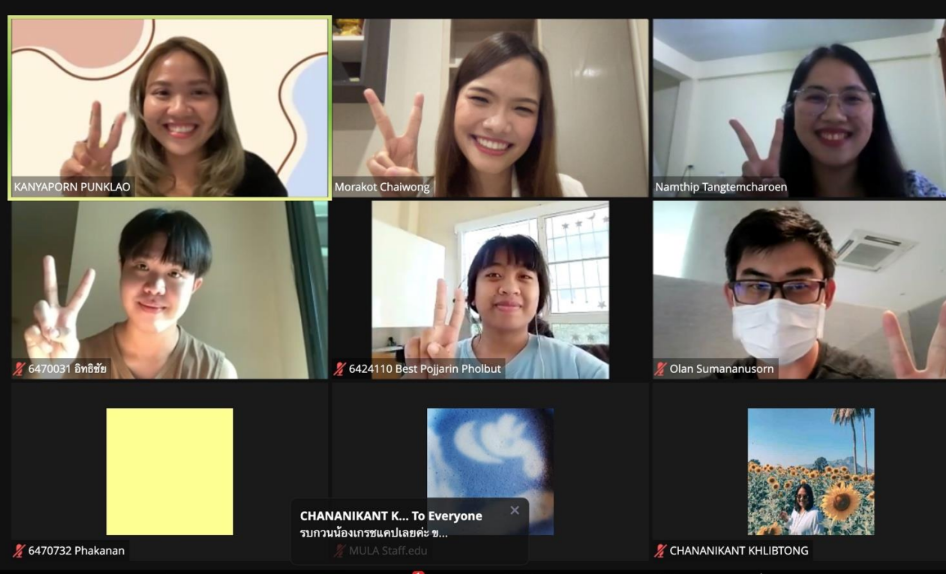 KANYAPORN PUNKLAO
Morakot Chaiwong
Namthip Tangtemcharoen
6470031 อิทธิชัย
6424110 Best Pojjarin Pholbut
Olan Sumananusorn
CHANANIKANT K... To Everyone
รบกวนน้องเกรซแคปเลยค่ะ ข...
6470732 Phakanan
MULA Staff.edu
CHANANIKANT KHLIBTONG